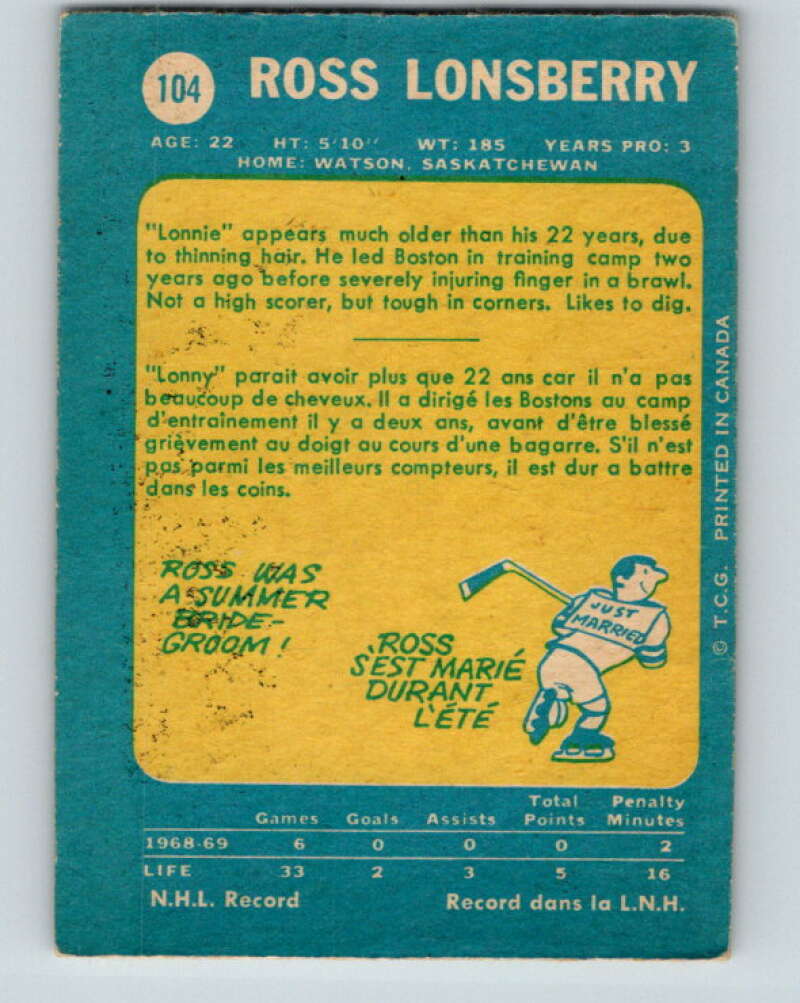 104 ROSS LONSBERRY
AGE: 22 HT: 5'10" WT: 185 YEARS PRO: 3
HOME: WATSON, SASKATCHEWAN
"Lonnie" appears much older than his 22 years, due
to thinning hair. He led Boston in training camp two
years ago before severely injuring finger in a brawl.
Not a high scorer, but tough in corners. Likes to dig.
"Lonny" parait avoir plus que 22 ans car il n'a pas
beaucoup de cheveux. Il a dirigé les Bostons au camp
d'entrainement il y a deux ans, avant d'être blessé
grièvement au doigt au cours d'une bagarre. S'il n'est
pas parmi les meilleurs compteurs, il est dur a battre
dans les coins.
ROSS WAS
A SUMMER
BRIDE-
GROOM!
ROSS
S'EST MARIÉ
DURANT
L'ÉTÉ
JUST
MARRIED
© T.C.G. PRINTED IN CANADA
Games Goals Assists Total Points Penalty Minutes
1968-69 6 0 0 0 2
LIFE 33 2 3 5 16
N.H.L. Record Record dans la L.N.H.